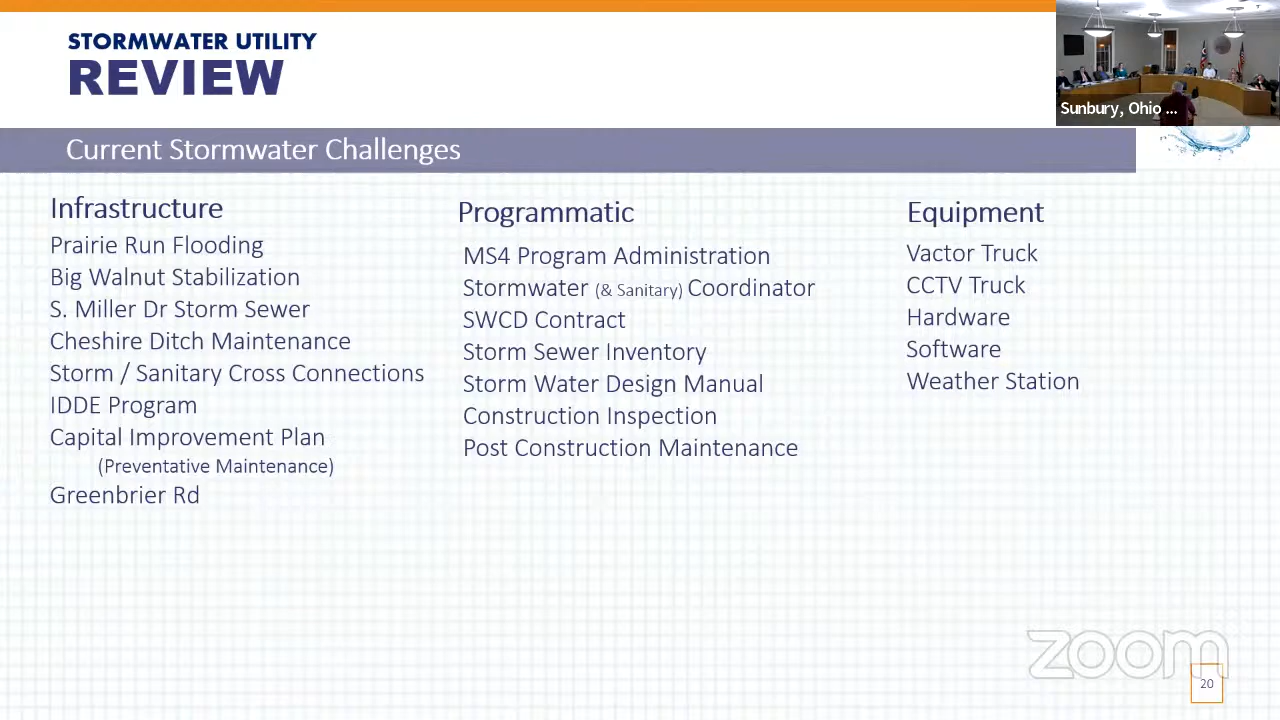 STORMWATER UTILITY
REVIEW
Sunbury, Ohio ...
Current Stormwater Challenges
Infrastructure
Prairie Run Flooding
Big Walnut Stabilization
S. Miller Dr Storm Sewer
Cheshire Ditch Maintenance
Storm / Sanitary Cross Connections
IDDE Program
Capital Improvement Plan
(Preventative Maintenance)
Greenbrier Rd
Programmatic
MS4 Program Administration
Stormwater (& Sanitary) Coordinator
SWCD Contract
Storm Sewer Inventory
Storm Water Design Manual
Construction Inspection
Post Construction Maintenance
Equipment
Vactor Truck
CCTV Truck
Hardware
Software
Weather Station
zoom
20